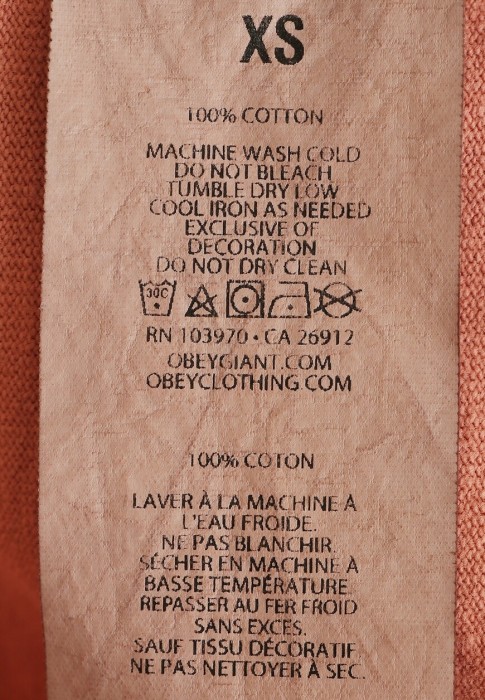 XS
100% COTTON
MACHINE WASH COLD
DO NOT BLEACH
TUMBLE DRY LOW
COOL IRON AS NEEDED
EXCLUSIVE OF
DECORATION
DO NOT DRY CLEAN
30C
RN 103970 • CA 26912
OBEYGIANT.COM
OBEYCLOTHING.COM
100% COTON
LAVER À LA MACHINE À
L'EAU FROIDE.
NE PAS BLANCHIR.
SÉCHER EN MACHINE À
BASSE TEMPÉRATURE.
REPASSER AU FER FROID
SANS EXCES.
SAUF TISSU DÉCORATIF.
NE PAS NETTOYER À SEC.